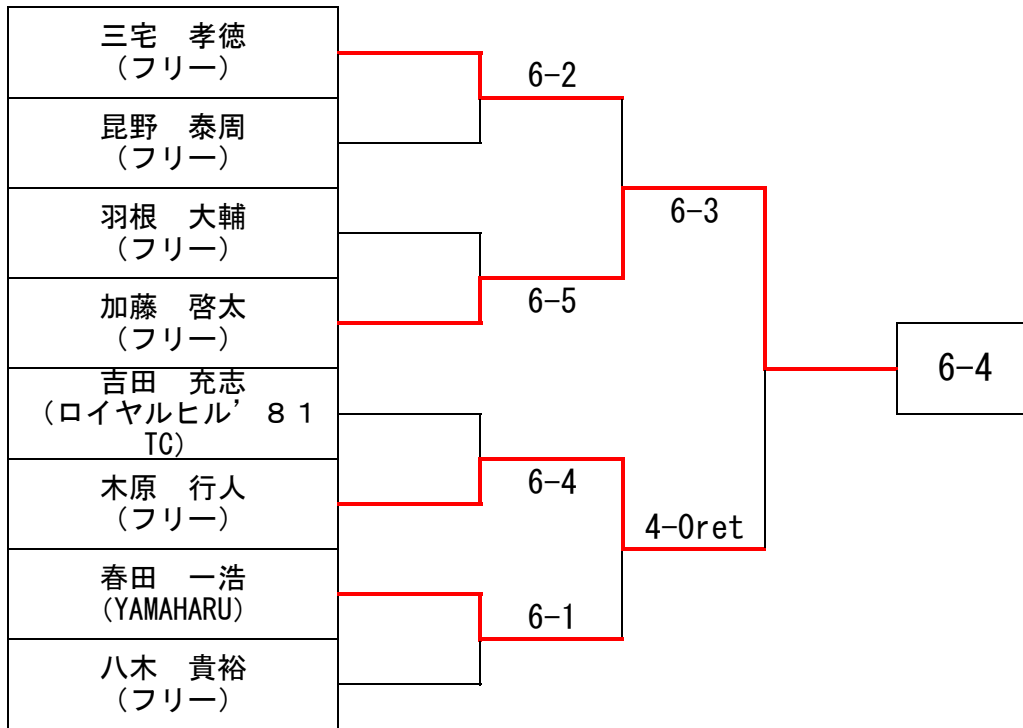 三宅　孝徳
(フリー)
昆野　泰周
(フリー)
羽根　大輔
(フリー)
加藤　啓太
(フリー)
吉田　充志
(ロイヤルヒル’８１
TC)
木原　行人
(フリー)
春田　一浩
(YAMAHARU)
八木　貴裕
(フリー)
6-2
6-5
6-4
6-1
6-3
4-0ret
6-4